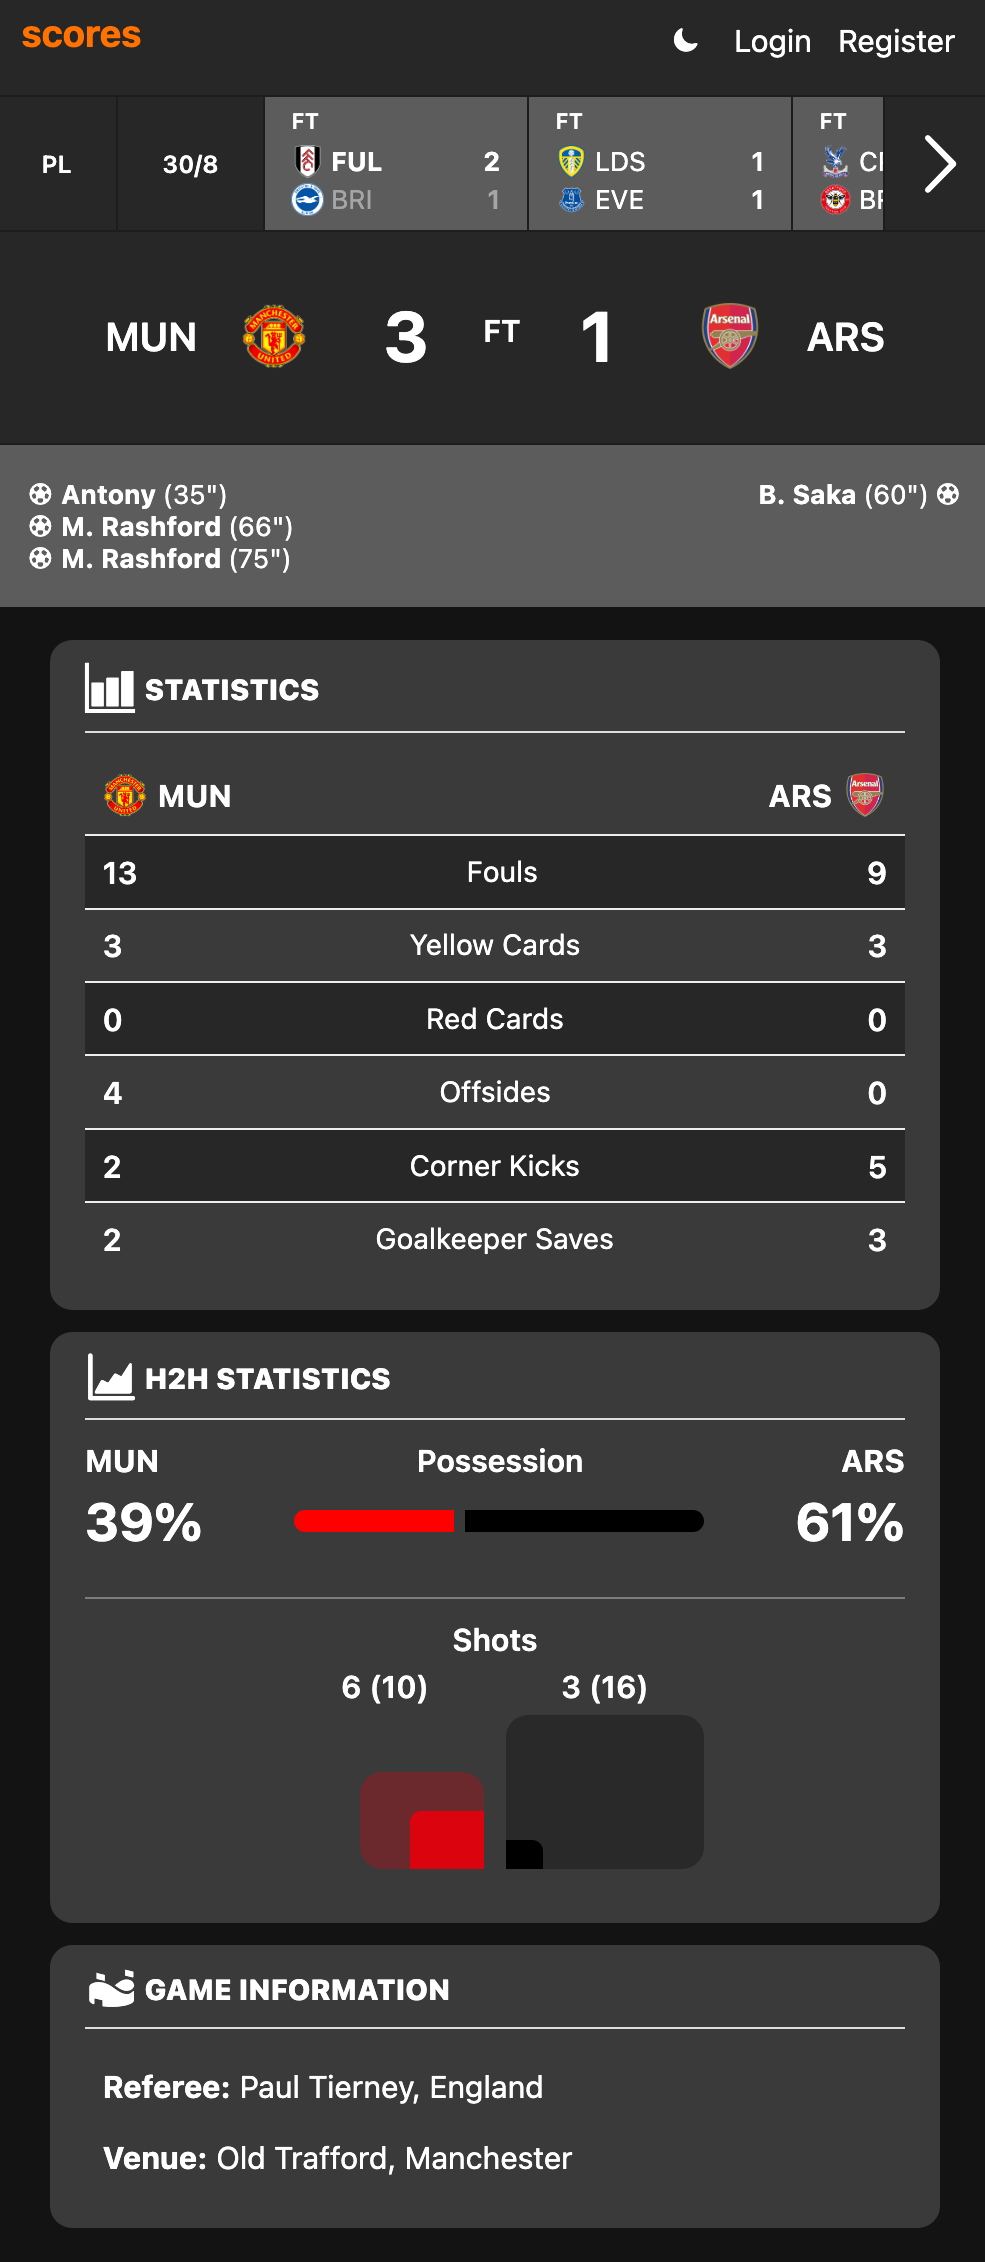 scores
Login Register
PL
30/8
FT
FUL 2
BRI 1
FT
LDS 1
EVE 1
FT
MUN 3 FT 1 ARS
Antony (35")
B. Saka (60")
M. Rashford (66")
M. Rashford (75")
STATISTICS
MUN ARS
13 Fouls 9
3 Yellow Cards 3
0 Red Cards 0
4 Offsides 0
2 Corner Kicks 5
2 Goalkeeper Saves 3
H2H STATISTICS
MUN Possession ARS
39% 61%
Shots
6 (10) 3 (16)
GAME INFORMATION
Referee: Paul Tierney, England
Venue: Old Trafford, Manchester